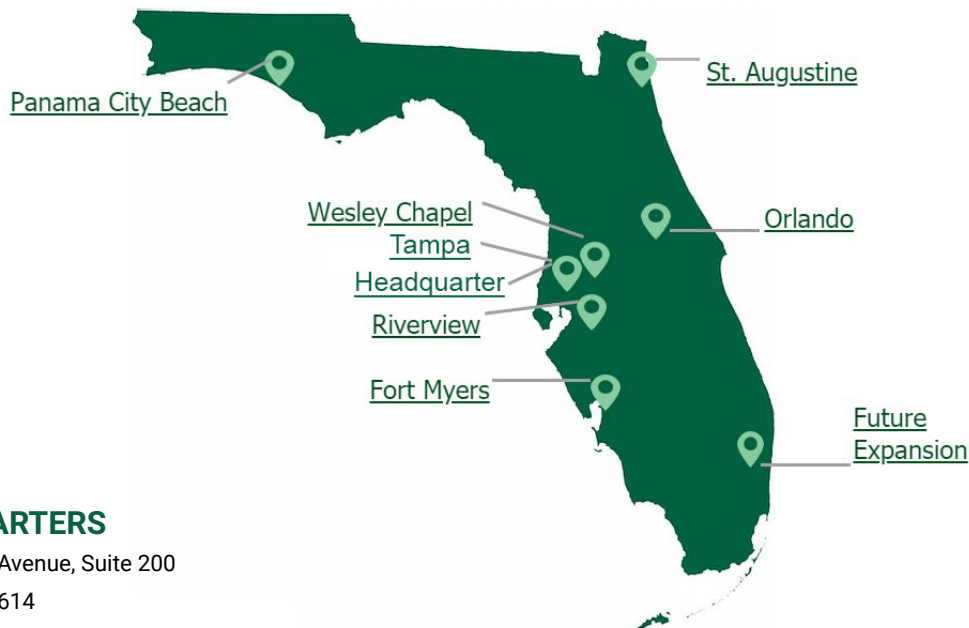 St. Augustine
Panama City Beach
Wesley Chapel
Orlando
Tampa
Headquarter
Riverview
Fort Myers
Future
Expansion
ARTERS
Avenue, Suite 200
614